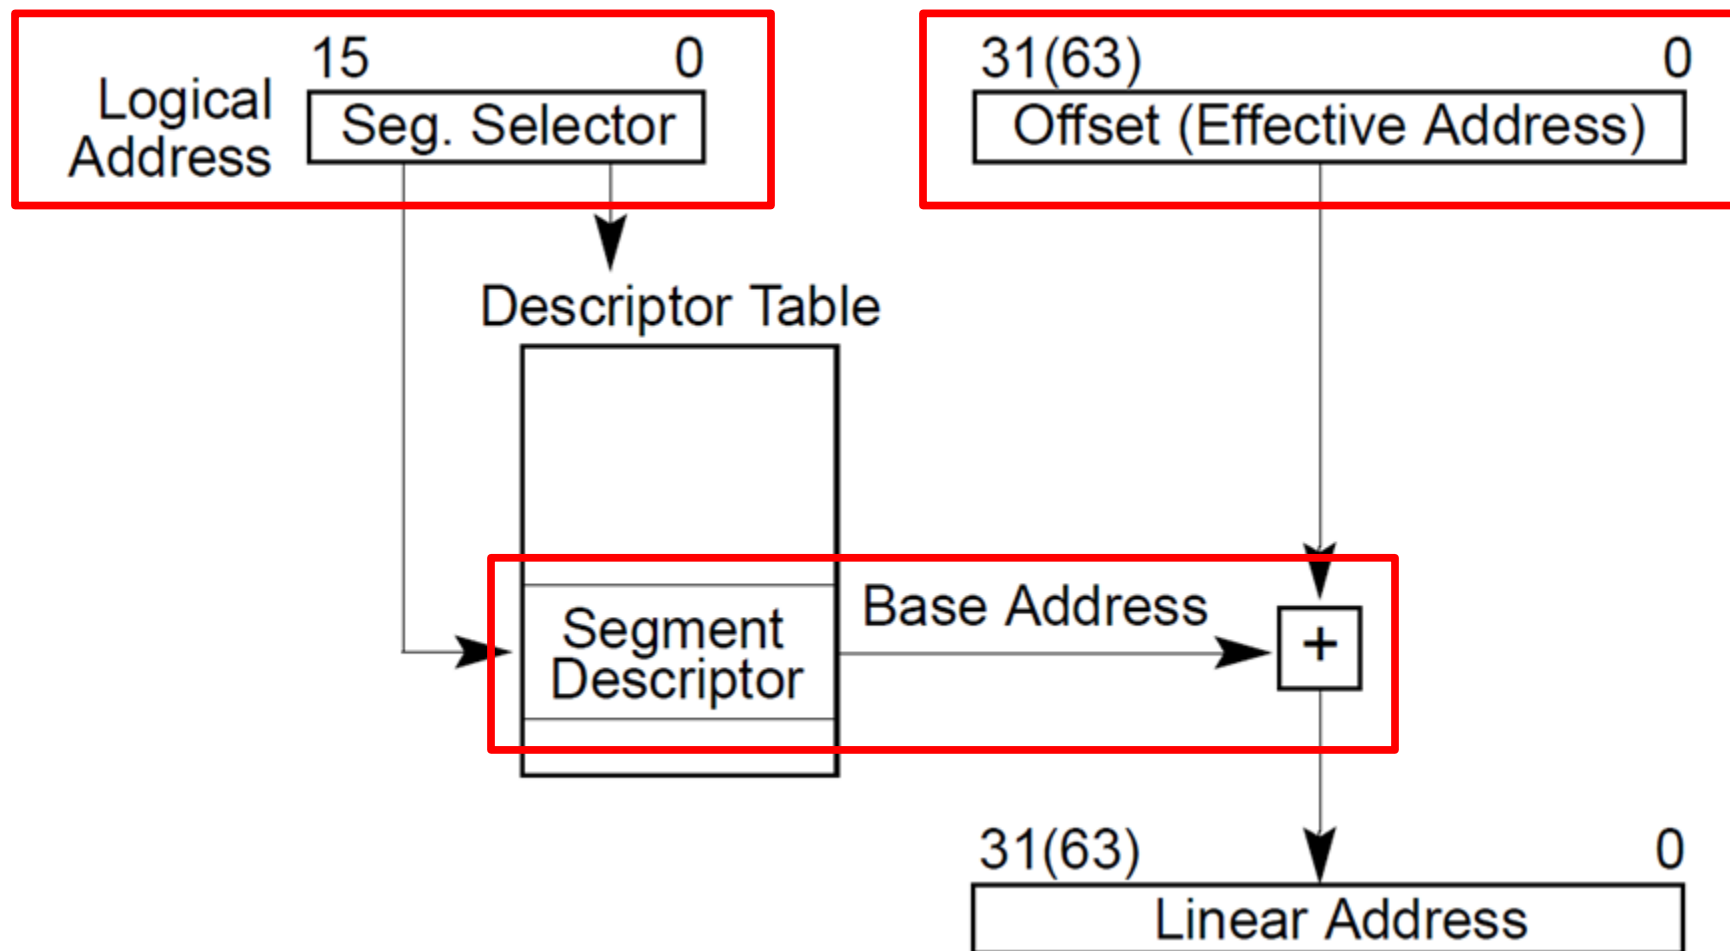 15 0
31(63) 0
Logical
Address
Seg. Selector
Offset (Effective Address)
Descriptor Table
Base Address
Segment
Descriptor
+
31(63) 0
Linear Address